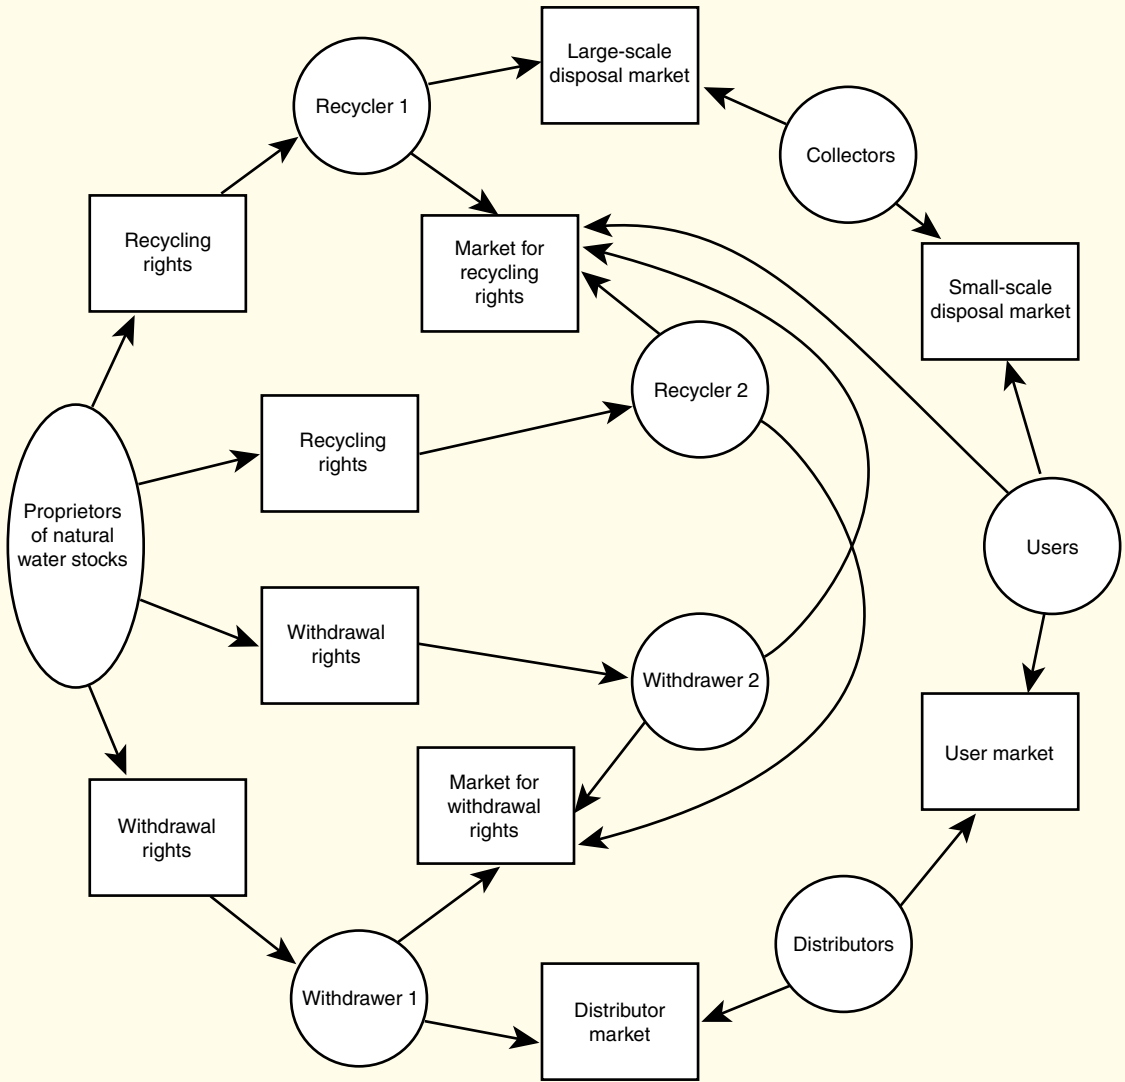 Large-scale
disposal market
Recycler 1
Collectors
Recycling
rights
Market for
recycling
rights
Small-scale
disposal market
Recycler 2
Recycling
rights
Proprietors
of natural
water stocks
Users
Withdrawal
rights
Withdrawer 2
User market
Market for
withdrawal
rights
Withdrawal
rights
Distributors
Withdrawer 1
Distributor
market